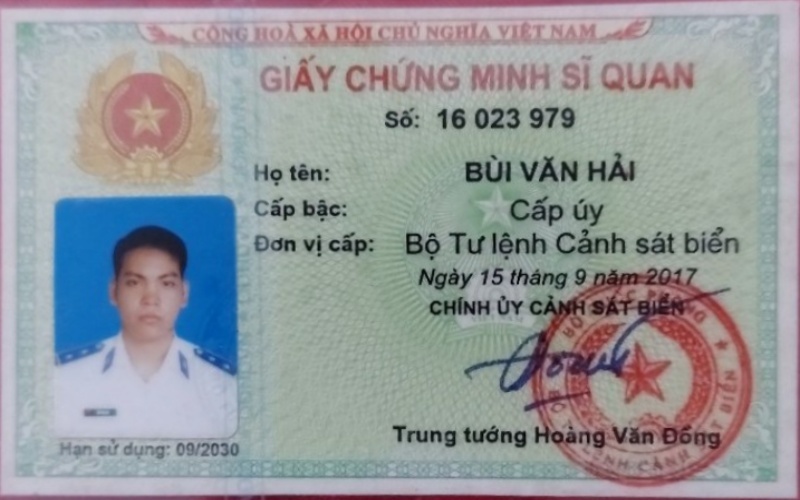 CỘNG HOÀ XÃ HỘI CHỦ NGHĨA VIỆT NAM
GIẤY CHỨNG MINH SĨ QUAN
Số: 16 023 979
Họ tên: BÙI VĂN HẢI
Cấp bậc: Cấp úy
Đơn vị cấp: Bộ Tư lệnh Cảnh sát biển
Ngày 15 tháng 9 năm 2017
CHÍNH ỦY CẢNH SÁT BIỂN
Trung tướng Hoàng Văn Đồng
Hạn sử dụng: 09/2030